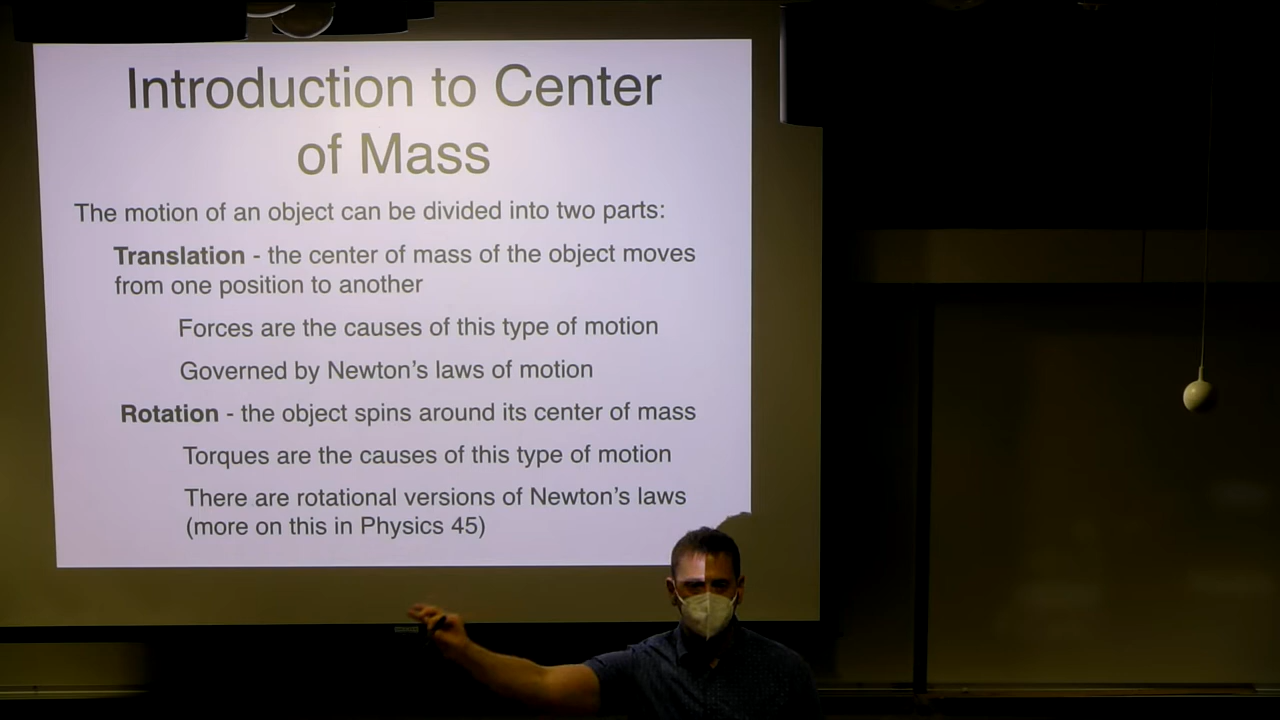 Introduction to Center
of Mass
The motion of an object can be divided into two parts:
Translation - the center of mass of the object moves
from one position to another
Forces are the causes of this type of motion
Governed by Newton's laws of motion
Rotation - the object spins around its center of mass
Torques are the causes of this type of motion
There are rotational versions of Newton's laws
(more on this in Physics 45)